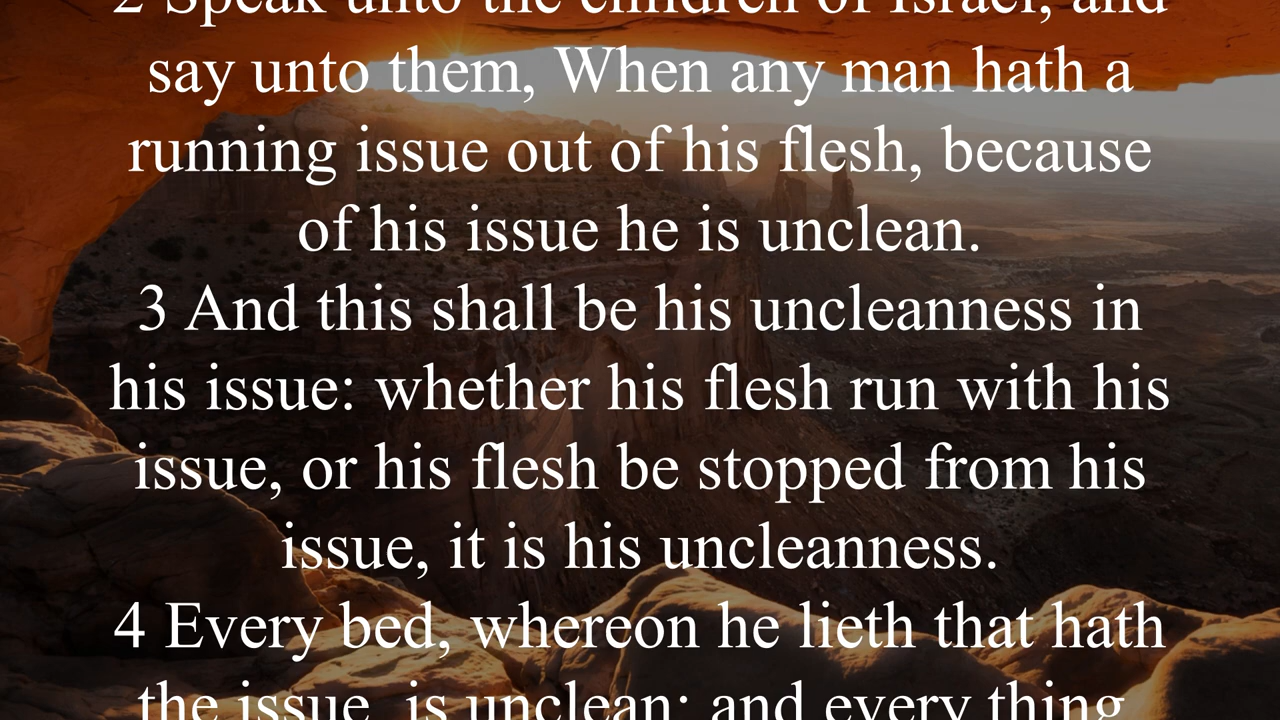 2 Speak unto the children of Israel, and
say unto them, When any man hath a
running issue out of his flesh, because
of his issue he is unclean.
3 And this shall be his uncleanness in
his issue: whether his flesh run with his
issue, or his flesh be stopped from his
issue, it is his uncleanness.
4 Every bed, whereon he lieth that hath
the issue, is unclean: and every thing,